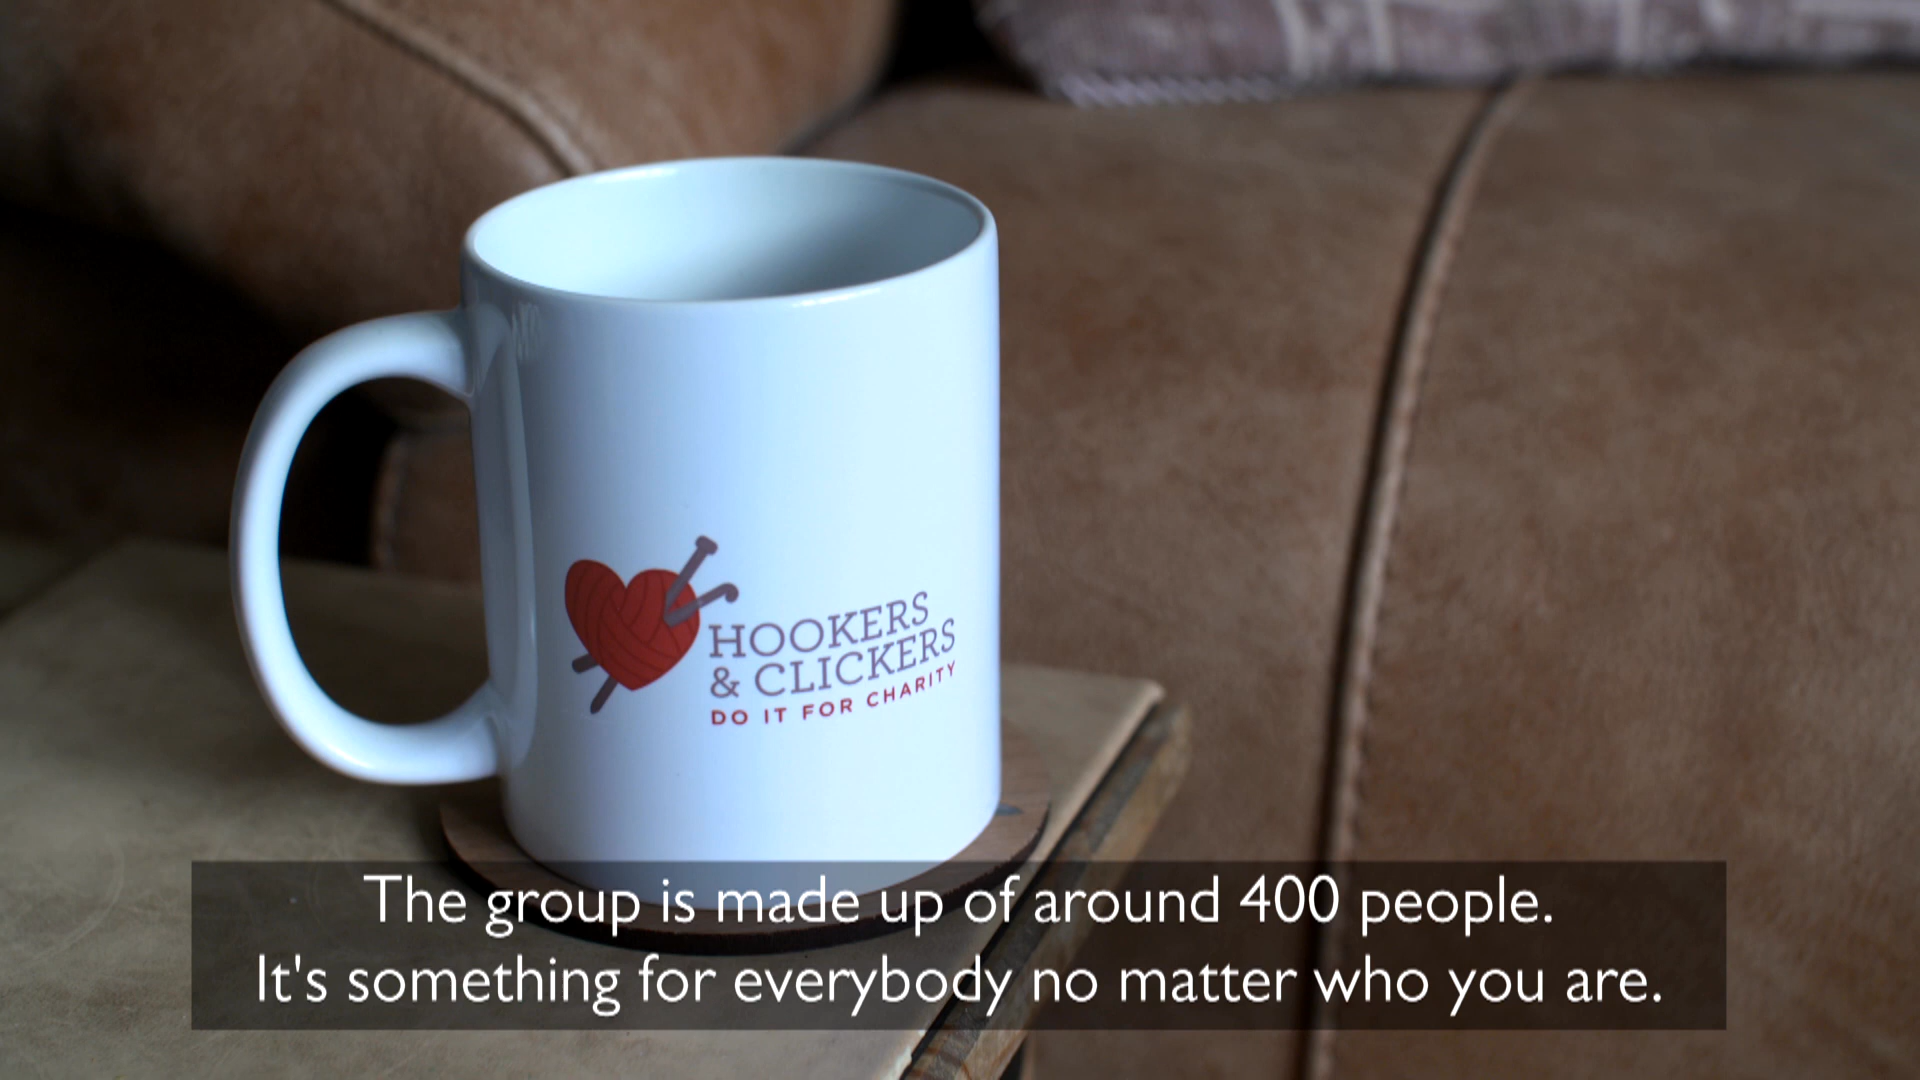 HOOKERS
& CLICKERS
DO IT FOR CHARITY
The group is made up of around 400 people.
It's something for everybody no matter who you are.